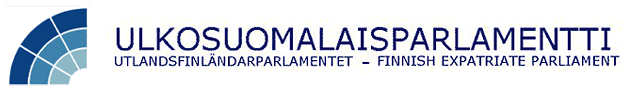 ULKOSUOMALAISPARLAMENTTI
UTLANDSFINLÄNDARPARLAMENTET – FINNISH EXPATRIATE PARLIAMENT